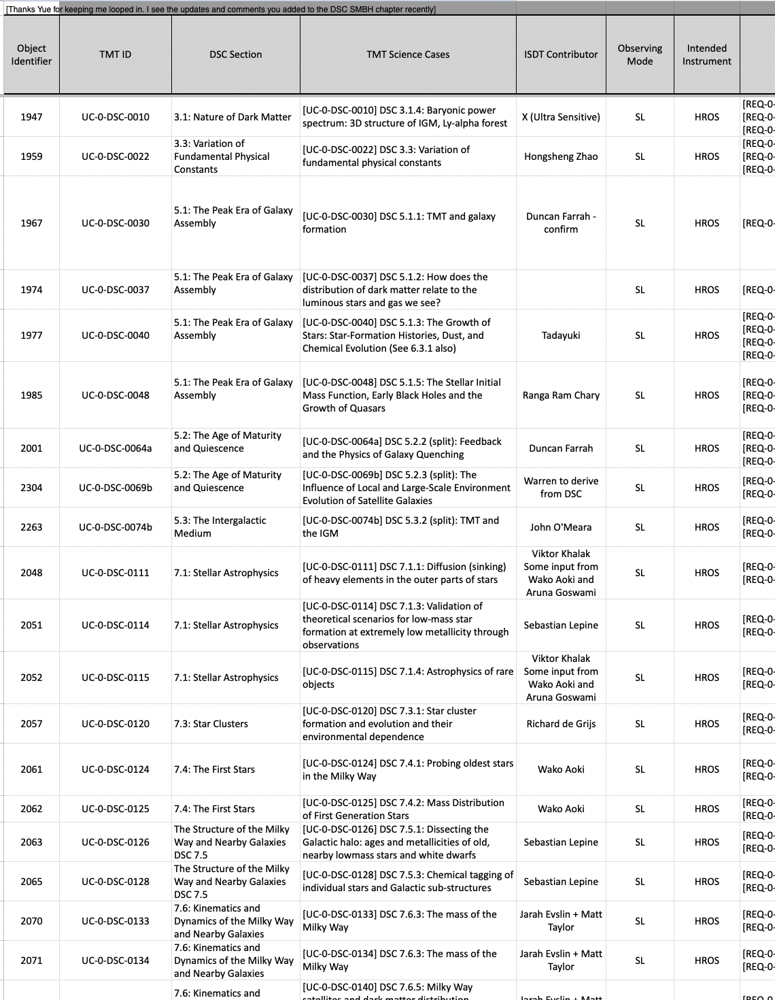 [Thanks Yue for keeping me looped in. I see the updates and comments you added to the DSC SMBH chapter recently]
Object Identifier TMT ID DSC Section TMT Science Cases ISDT Contributor Observing Mode Intended Instrument
1947 UC-0-DSC-0010 3.1: Nature of Dark Matter [UC-0-DSC-0010] DSC 3.1.4: Baryonic power spectrum: 3D structure of IGM, Ly-alpha forest X (Ultra Sensitive) SL HROS [REQ-0- [REQ-0- [REQ-0-
1959 UC-0-DSC-0022 3.3: Variation of Fundamental Physical Constants [UC-0-DSC-0022] DSC 3.3: Variation of fundamental physical constants Hongsheng Zhao SL HROS [REQ-0- [REQ-0- [REQ-0-
1967 UC-0-DSC-0030 5.1: The Peak Era of Galaxy Assembly [UC-0-DSC-0030] DSC 5.1.1: TMT and galaxy formation Duncan Farrah - confirm SL HROS [REQ-0-
1974 UC-0-DSC-0037 5.1: The Peak Era of Galaxy Assembly [UC-0-DSC-0037] DSC 5.1.2: How does the distribution of dark matter relate to the luminous stars and gas we see? SL HROS [REQ-0-
1977 UC-0-DSC-0040 5.1: The Peak Era of Galaxy Assembly [UC-0-DSC-0040] DSC 5.1.3: The Growth of Stars: Star-Formation Histories, Dust, and Chemical Evolution (See 6.3.1 also) Tadayuki SL HROS [REQ-0- [REQ-0- [REQ-0- [REQ-0-
1985 UC-0-DSC-0048 5.1: The Peak Era of Galaxy Assembly [UC-0-DSC-0048] DSC 5.1.5: The Stellar Initial Mass Function, Early Black Holes and the Growth of Quasars Ranga Ram Chary SL HROS [REQ-0- [REQ-0- [REQ-0-
2001 UC-0-DSC-0064a 5.2: The Age of Maturity and Quiescence [UC-0-DSC-0064a] DSC 5.2.2 (split): Feedback and the Physics of Galaxy Quenching Duncan Farrah SL HROS [REQ-0- [REQ-0- [REQ-0-
2304 UC-0-DSC-0069b 5.2: The Age of Maturity and Quiescence [UC-0-DSC-0069b] DSC 5.2.3 (split): The Influence of Local and Large-Scale Environment Evolution of Satellite Galaxies Warren to derive from DSC SL HROS [REQ-0- [REQ-0-
2263 UC-0-DSC-0074b 5.3: The Intergalactic Medium [UC-0-DSC-0074b] DSC 5.3.2 (split): TMT and the IGM John O'Meara SL HROS [REQ-0- [REQ-0-
2048 UC-0-DSC-0111 7.1: Stellar Astrophysics [UC-0-DSC-0111] DSC 7.1.1: Diffusion (sinking) of heavy elements in the outer parts of stars Viktor Khalak Some input from Wako Aoki and Aruna Goswami SL HROS [REQ-0- [REQ-0-
2051 UC-0-DSC-0114 7.1: Stellar Astrophysics [UC-0-DSC-0114] DSC 7.1.3: Validation of theoretical scenarios for low-mass star formation at extremely low metallicity through observations Sebastian Lepine SL HROS [REQ-0- [REQ-0-
2052 UC-0-DSC-0115 7.1: Stellar Astrophysics [UC-0-DSC-0115] DSC 7.1.4: Astrophysics of rare objects Viktor Khalak Some input from Wako Aoki and Aruna Goswami SL HROS [REQ-0- [REQ-0-
2057 UC-0-DSC-0120 7.3: Star Clusters [UC-0-DSC-0120] DSC 7.3.1: Star cluster formation and evolution and their environmental dependence Richard de Grijs SL HROS [REQ-0- [REQ-0-
2061 UC-0-DSC-0124 7.4: The First Stars [UC-0-DSC-0124] DSC 7.4.1: Probing oldest stars in the Milky Way Wako Aoki SL HROS [REQ-0- [REQ-0-
2062 UC-0-DSC-0125 7.4: The First Stars [UC-0-DSC-0125] DSC 7.4.2: Mass Distribution of First Generation Stars Wako Aoki SL HROS [REQ-0- [REQ-0-
2063 UC-0-DSC-0126 The Structure of the Milky Way and Nearby Galaxies DSC 7.5 [UC-0-DSC-0126] DSC 7.5.1: Dissecting the Galactic halo: ages and metallicities of old, nearby lowmass stars and white dwarfs Sebastian Lepine SL HROS [REQ-0- [REQ-0-
2065 UC-0-DSC-0128 The Structure of the Milky Way and Nearby Galaxies DSC 7.5 [UC-0-DSC-0128] DSC 7.5.3: Chemical tagging of individual stars and Galactic sub-structures Sebastian Lepine SL HROS [REQ-0- [REQ-0-
2070 UC-0-DSC-0133 7.6: Kinematics and Dynamics of the Milky Way and Nearby Galaxies [UC-0-DSC-0133] DSC 7.6.3: The mass of the Milky Way Jarah Evslin + Matt Taylor SL HROS [REQ-0- [REQ-0-
2071 UC-0-DSC-0134 7.6: Kinematics and Dynamics of the Milky Way and Nearby Galaxies [UC-0-DSC-0134] DSC 7.6.3: The mass of the Milky Way Jarah Evslin + Matt Taylor SL HROS [REQ-0- [REQ-0-
7.6: Kinematics and [UC-0-DSC-0140] DSC 7.6.5: Milky Way satellites and dark matter distribution Jarah Evslin + Matt